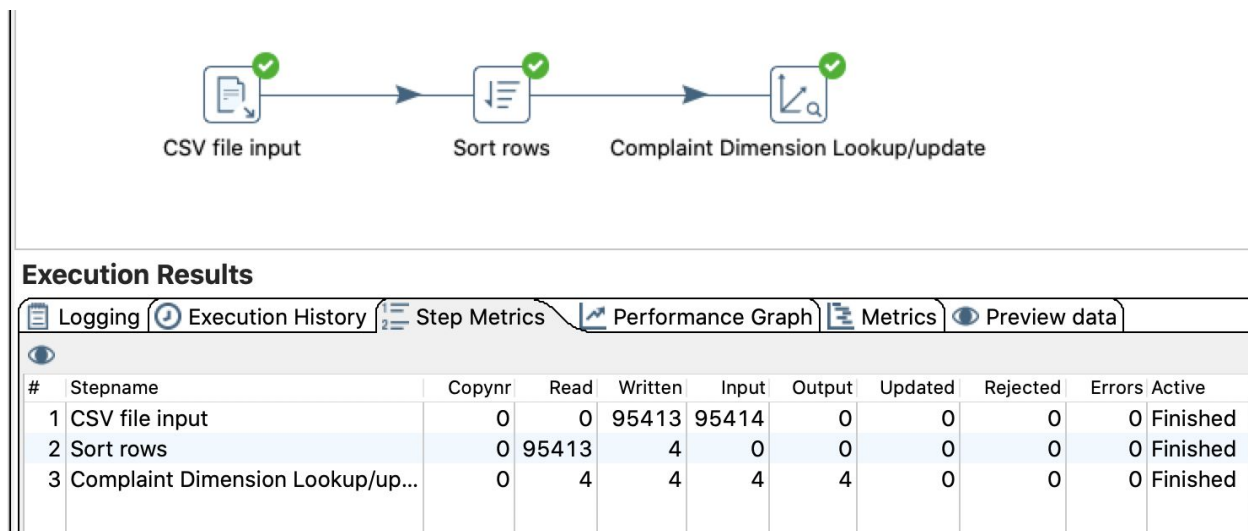 CSV file input Sort rows Complaint Dimension Lookup/update
Execution Results
Logging Execution History Step Metrics Performance Graph Metrics Preview data
# Stepname Copynr Read Written Input Output Updated Rejected Errors Active
1 CSV file input 0 0 95413 95414 0 0 0 0 Finished
2 Sort rows 0 95413 4 0 0 0 0 0 Finished
3 Complaint Dimension Lookup/up... 0 4 4 4 4 0 0 0 Finished